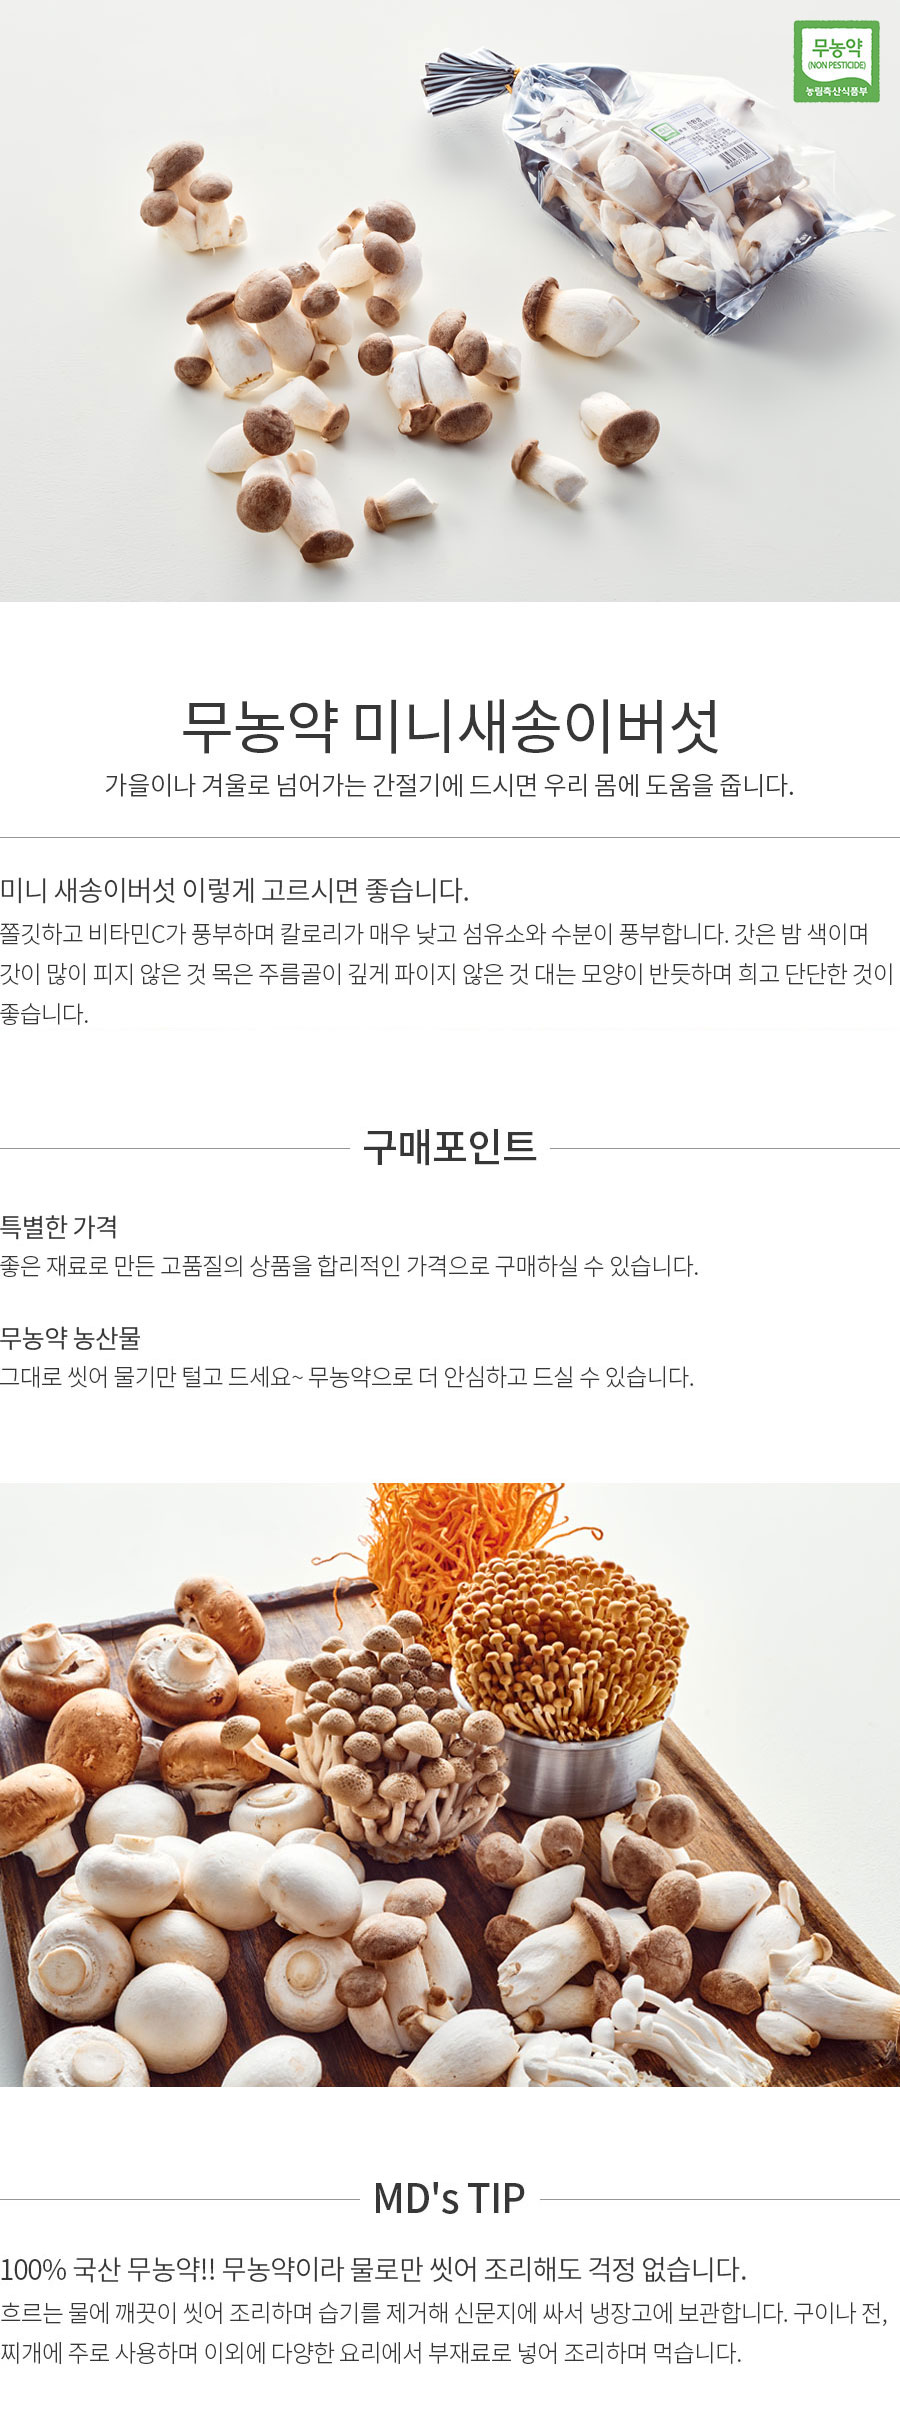 무농약
(NON PESTICIDE)
농림축산식품부
무농약 미니새송이버섯
가을이나 겨울로 넘어가는 간절기에 드시면 우리 몸에 도움을 줍니다.
미니 새송이버섯 이렇게 고르시면 좋습니다.
쫄깃하고 비타민C가 풍부하며 칼로리가 매우 낮고 섬유소와 수분이 풍부합니다. 갓은 밤 색이며
갓이 많이 피지 않은 것 목은 주름골이 깊게 파이지 않은 것 대는 모양이 반듯하며 희고 단단한 것이
좋습니다.
구매포인트
특별한 가격
좋은 재료로 만든 고품질의 상품을 합리적인 가격으로 구매하실 수 있습니다.
무농약 농산물
그대로 씻어 물기만 털고 드세요~ 무농약으로 더 안심하고 드실 수 있습니다.
MD's TIP
100% 국산 무농약!! 무농약이라 물로만 씻어 조리해도 걱정 없습니다.
흐르는 물에 깨끗이 씻어 조리하며 습기를 제거해 신문지에 싸서 냉장고에 보관합니다. 구이나 전,
찌개에 주로 사용하며 이외에 다양한 요리에서 부재료로 넣어 조리하며 먹습니다.